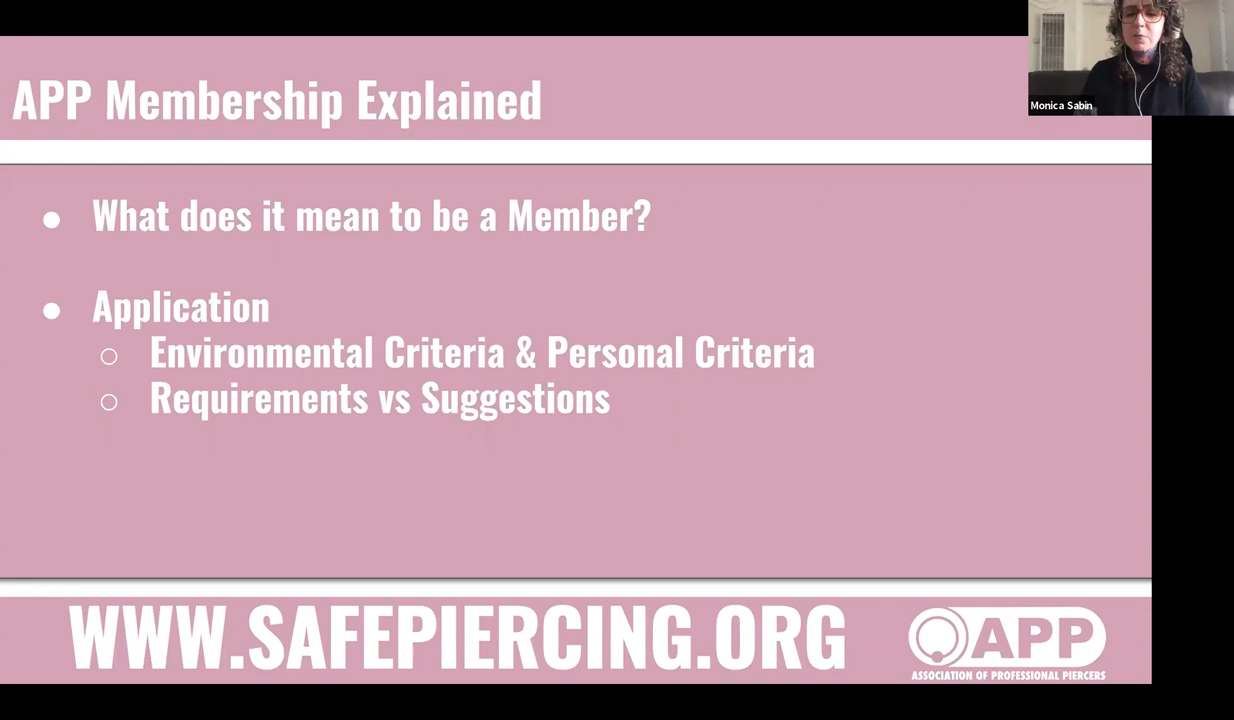 APP Membership Explained
Monica Sabin
What does it mean to be a Member?
Application
Environmental Criteria & Personal Criteria
Requirements vs Suggestions
WWW.SAFEPIERCING.ORG
APP
ASSOCIATION OF PROFESSIONAL PIERCERS